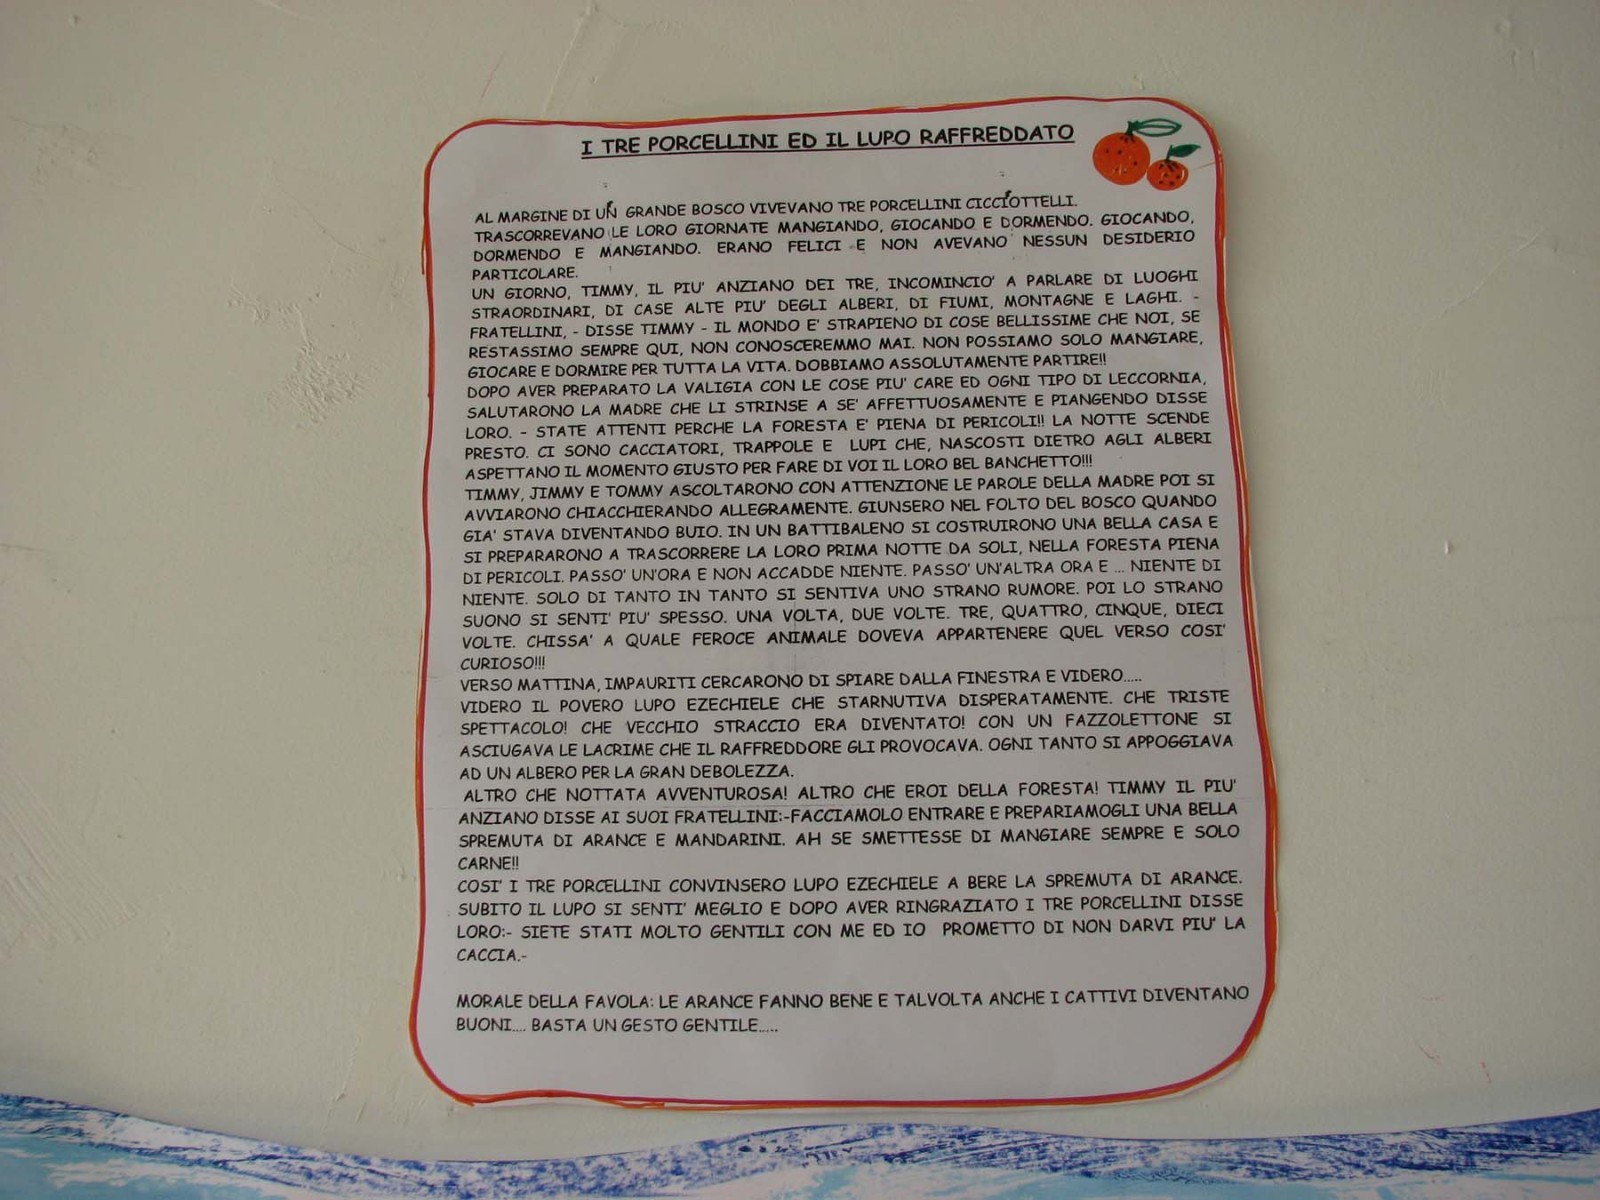 I TRE PORCELLINI ED IL LUPO RAFFREDDATO
AL MARGINE DI UN GRANDE BOSCO VIVEVANO TRE PORCELLINI CICCIOTTELLI.
TRASCORREVANO LE LORO GIORNATE MANGIANDO, GIOCANDO E DORMENDO. GIOCANDO,
DORMENDO E MANGIANDO. ERANO FELICI E NON AVEVANO NESSUN DESIDERIO
PARTICOLARE.
UN GIORNO, TIMMY, IL PIU' ANZIANO DEI TRE, INCOMINCIO' A PARLARE DI LUOGHI
STRAORDINARI, DI CASE ALTE PIU' DEGLI ALBERI, DI FIUMI, MONTAGNE E LAGHI. -
FRATELLINI, - DISSE TIMMY - IL MONDO E' STRAPIENO DI COSE BELLISSIME CHE NOI, SE
RESTASSIMO SEMPRE QUI, NON CONOSCEREMMO MAI. NON POSSIAMO SOLO MANGIARE,
GIOCARE E DORMIRE PER TUTTA LA VITA. DOBBIAMO ASSOLUTAMENTE PARTIRE!!
DOPO AVER PREPARATO LA VALIGIA CON LE COSE PIU' CARE ED OGNI TIPO DI LECCORNIA,
SALUTARONO LA MADRE CHE LI STRINSE A SE' AFFETTUOSAMENTE E PIANGENDO DISSE
LORO. - STATE ATTENTI PERCHE LA FORESTA E' PIENA DI PERICOLI!! LA NOTTE SCENDE
PRESTO. CI SONO CACCIATORI, TRAPPOLE E LUPI CHE, NASCOSTI DIETRO AGLI ALBERI
ASPETTANO IL MOMENTO GIUSTO PER FARE DI VOI IL LORO BEL BANCHETTO!!!
TIMMY, JIMMY E TOMMY ASCOLTARONO CON ATTENZIONE LE PAROLE DELLA MADRE POI SI
AVVIARONO CHIACCHIERANDO ALLEGRAMENTE. GIUNSERO NEL FOLTO DEL BOSCO QUANDO
GIA' STAVA DIVENTANDO BUIO. IN UN BATTIBALENO SI COSTRUIRONO UNA BELLA CASA E
SI PREPARARONO A TRASCORRERE LA LORO PRIMA NOTTE DA SOLI, NELLA FORESTA PIENA
DI PERICOLI. PASSO' UN'ORA E NON ACCADDE NIENTE. PASSO' UN'ALTRA ORA E ... NIENTE DI
NIENTE. SOLO DI TANTO IN TANTO SI SENTIVA UNO STRANO RUMORE. POI LO STRANO
SUONO SI SENTI' PIU' SPESSO. UNA VOLTA, DUE VOLTE. TRE, QUATTRO, CINQUE, DIECI
VOLTE. CHISSA' A QUALE FEROCE ANIMALE DOVEVA APPARTENERE QUEL VERSO COSI'
CURIOSO!!!
VERSO MATTINA, IMPAURITI CERCARONO DI SPIARE DALLA FINESTRA E VIDERO.....
VIDERO IL POVERO LUPO EZECHIELE CHE STARNUTIVA DISPERATAMENTE. CHE TRISTE
SPETTACOLO! CHE VECCHIO STRACCIO ERA DIVENTATO! CON UN FAZZOLETTONE SI
ASCIUGAVA LE LACRIME CHE IL RAFFREDDORE GLI PROVOCAVA. OGNI TANTO SI APPOGGIAVA
AD UN ALBERO PER LA GRAN DEBOLEZZA.
ALTRO CHE NOTTATA AVVENTUROSA! ALTRO CHE EROI DELLA FORESTA! TIMMY IL PIU'
ANZIANO DISSE AI SUOI FRATELLINI:-FACCIAMOLO ENTRARE E PREPARIAMOGLI UNA BELLA
SPREMUTA DI ARANCE E MANDARINI. AH SE SMETTESSE DI MANGIARE SEMPRE E SOLO
CARNE!!
COSI' I TRE PORCELLINI CONVINSERO LUPO EZECHIELE A BERE LA SPREMUTA DI ARANCE.
SUBITO IL LUPO SI SENTI' MEGLIO E DOPO AVER RINGRAZIATO I TRE PORCELLINI DISSE
LORO:- SIETE STATI MOLTO GENTILI CON ME ED IO PROMETTO DI NON DARVI PIU' LA
CACCIA.-
MORALE DELLA FAVOLA: LE ARANCE FANNO BENE E TALVOLTA ANCHE I CATTIVI DIVENTANO
BUONI.... BASTA UN GESTO GENTILE.....